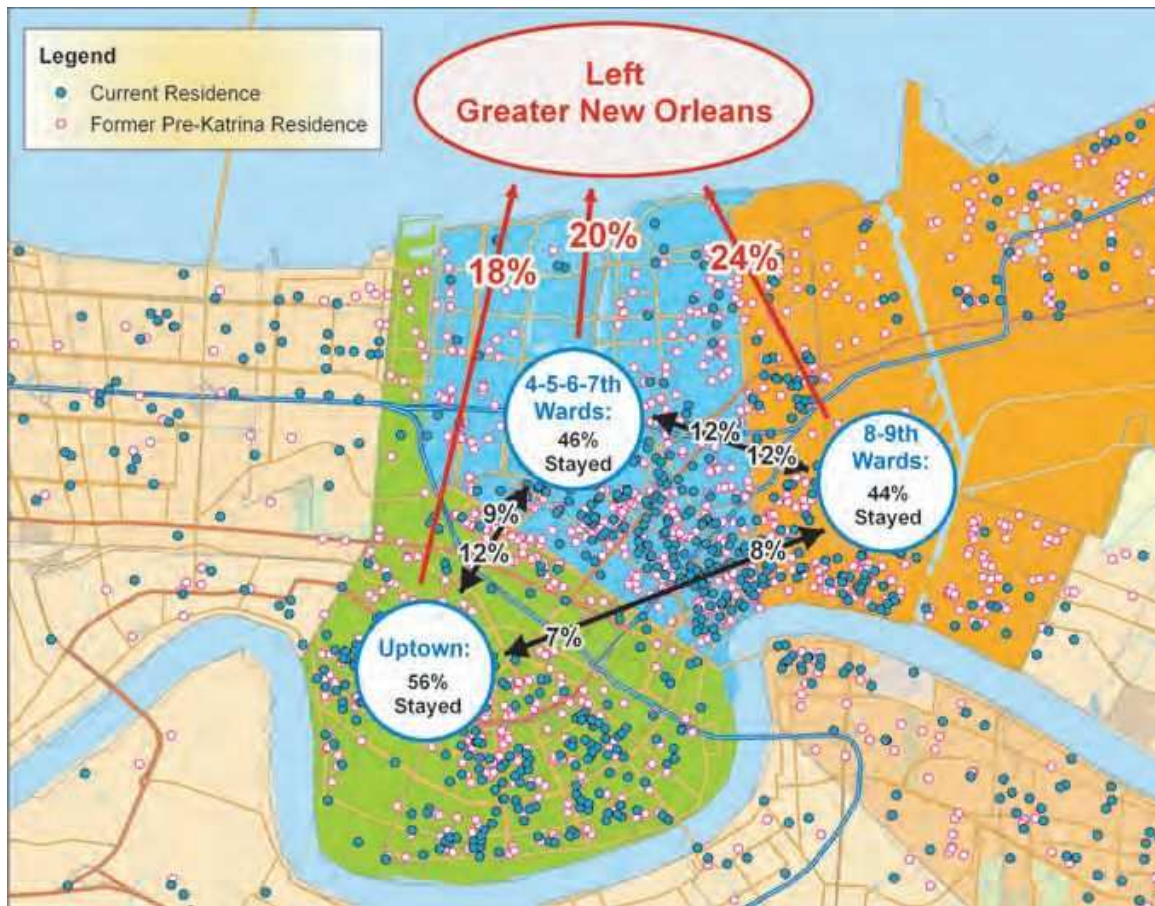 Legend
Current Residence
Former Pre-Katrina Residence
Left
Greater New Orleans
18%
20%
24%
4-5-6-7th
Wards:
46%
Stayed
12%
12%
8-9th
Wards:
44%
Stayed
9%
12%
8%
7%
Uptown:
56%
Stayed